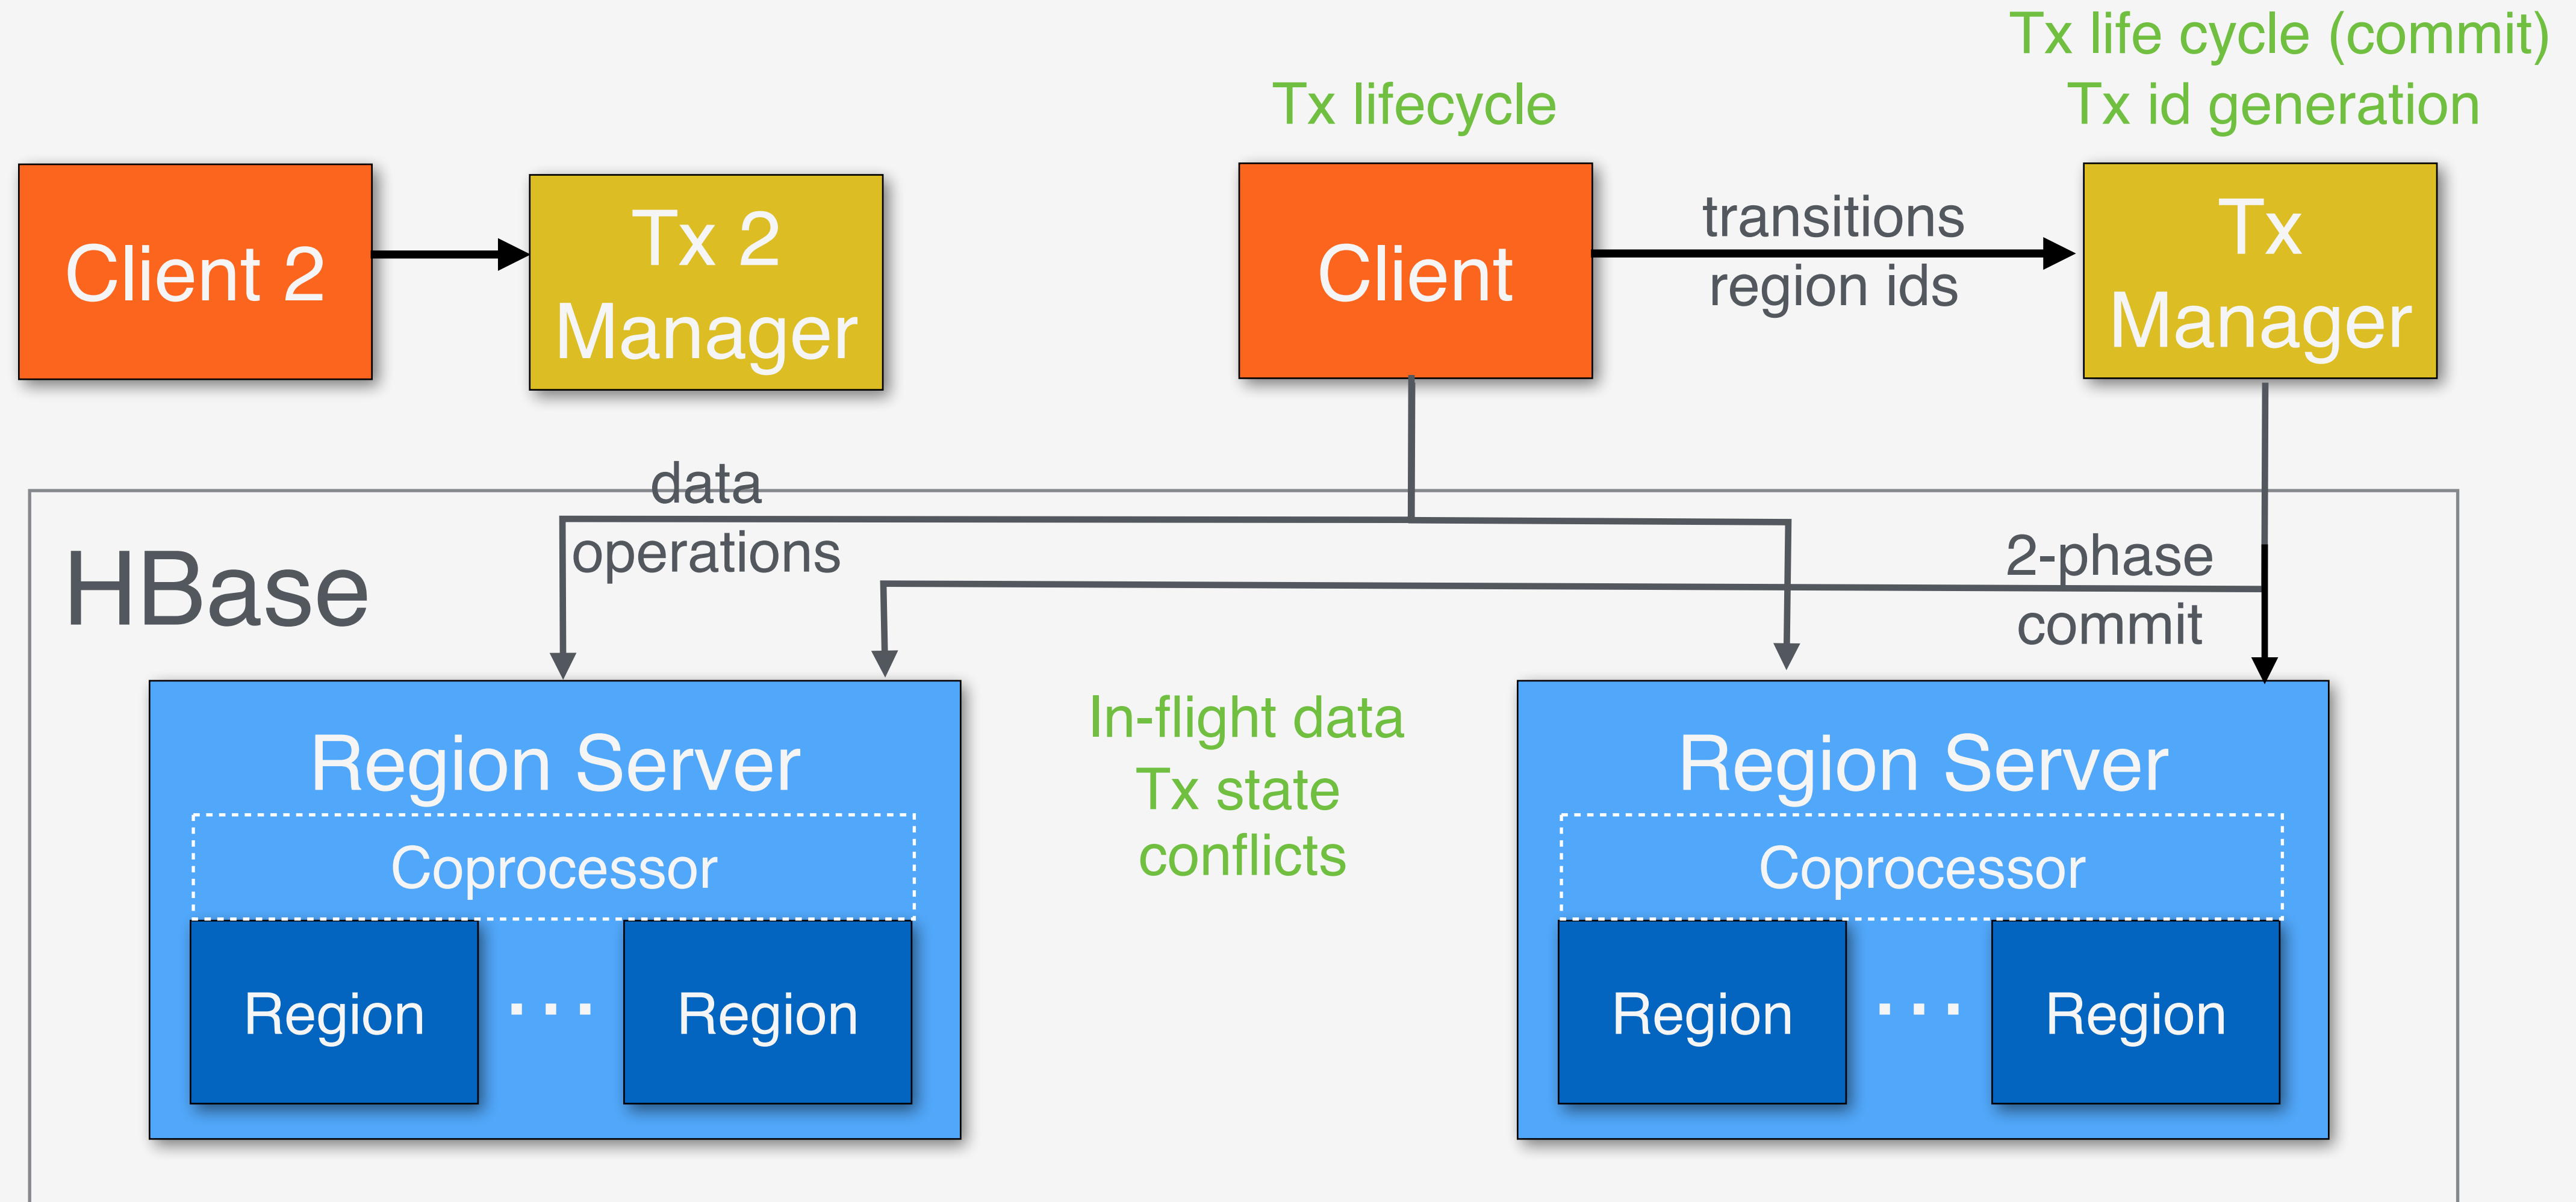 Tx life cycle (commit)
Tx lifecycle
Tx id generation
Client 2
Tx 2
Manager
Client
transitions
region ids
Tx
Manager
data
operations
HBase
2-phase
commit
In-flight data
Tx state
conflicts
Region Server
Coprocessor
Region
...
Region
Region Server
Coprocessor
Region
...
Region